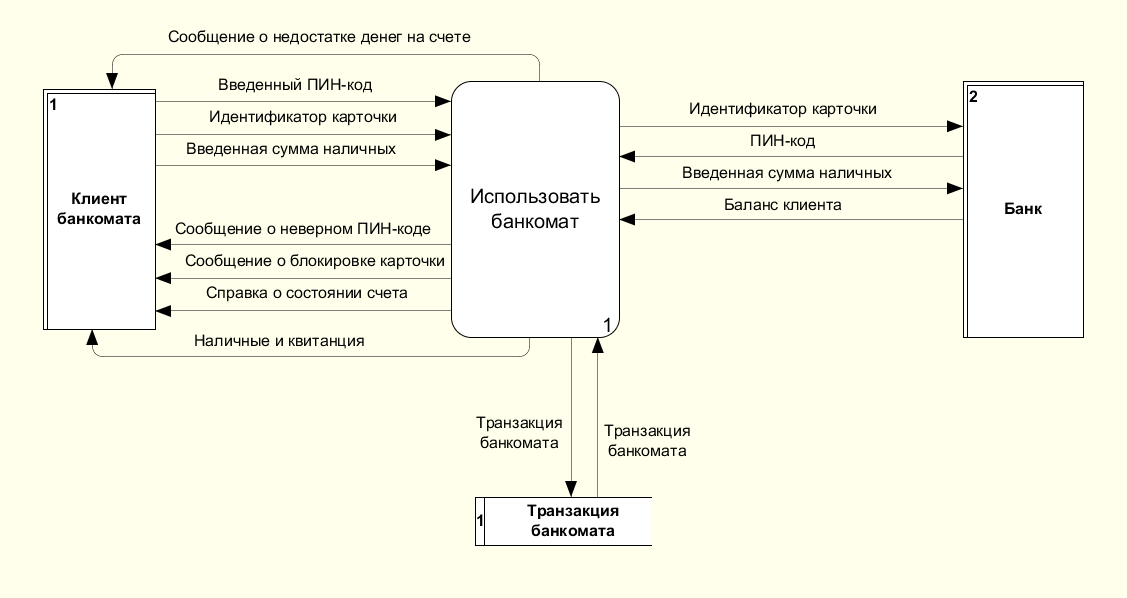 Сообщение о недостатке денег на счете
1
Клиент
банкомата
Введенный ПИН-код
Идентификатор карточки
Введенная сумма наличных
Сообщение о неверном ПИН-коде
Сообщение о блокировке карточки
Справка о состоянии счета
Наличные и квитанция
Использовать
банкомат
1
Идентификатор карточки
ПИН-код
Введенная сумма наличных
Баланс клиента
2
Банк
Транзакция
банкомата
Транзакция
банкомата
1
Транзакция
банкомата